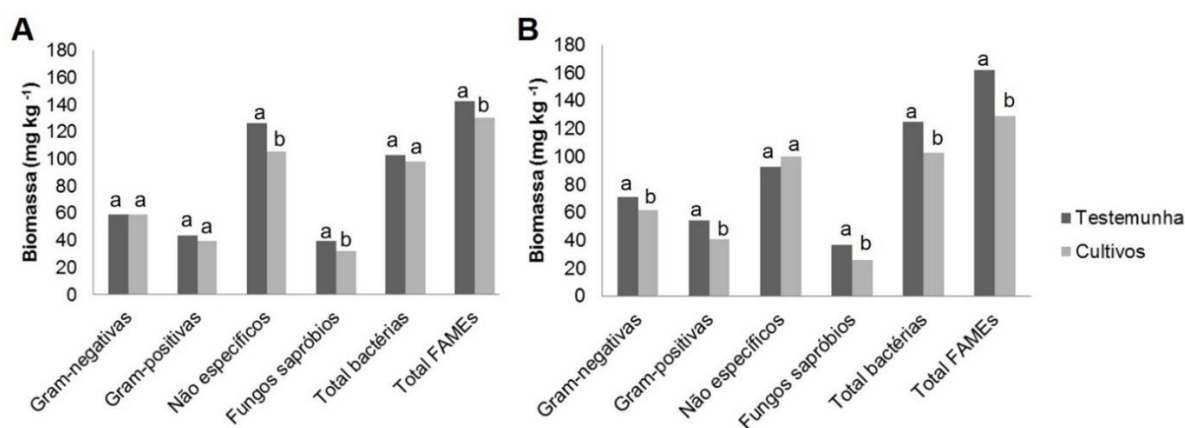 A
Biomassa (mg kg -1)
180
160
140
120
100
80
60
40
20
0
a a
a a
a b
a b
a a
a b
Gram-negativas
Gram-positivas
Não específicos
Fungos sapróbios
Total bactérias
Total FAMEs
B
Biomassa (mg kg -1)
180
160
140
120
100
80
60
40
20
0
a b
a b
a a
a b
a b
a b
Gram-negativas
Gram-positivas
Não específicos
Fungos sapróbios
Total bactérias
Total FAMEs
Testemunha
Cultivos